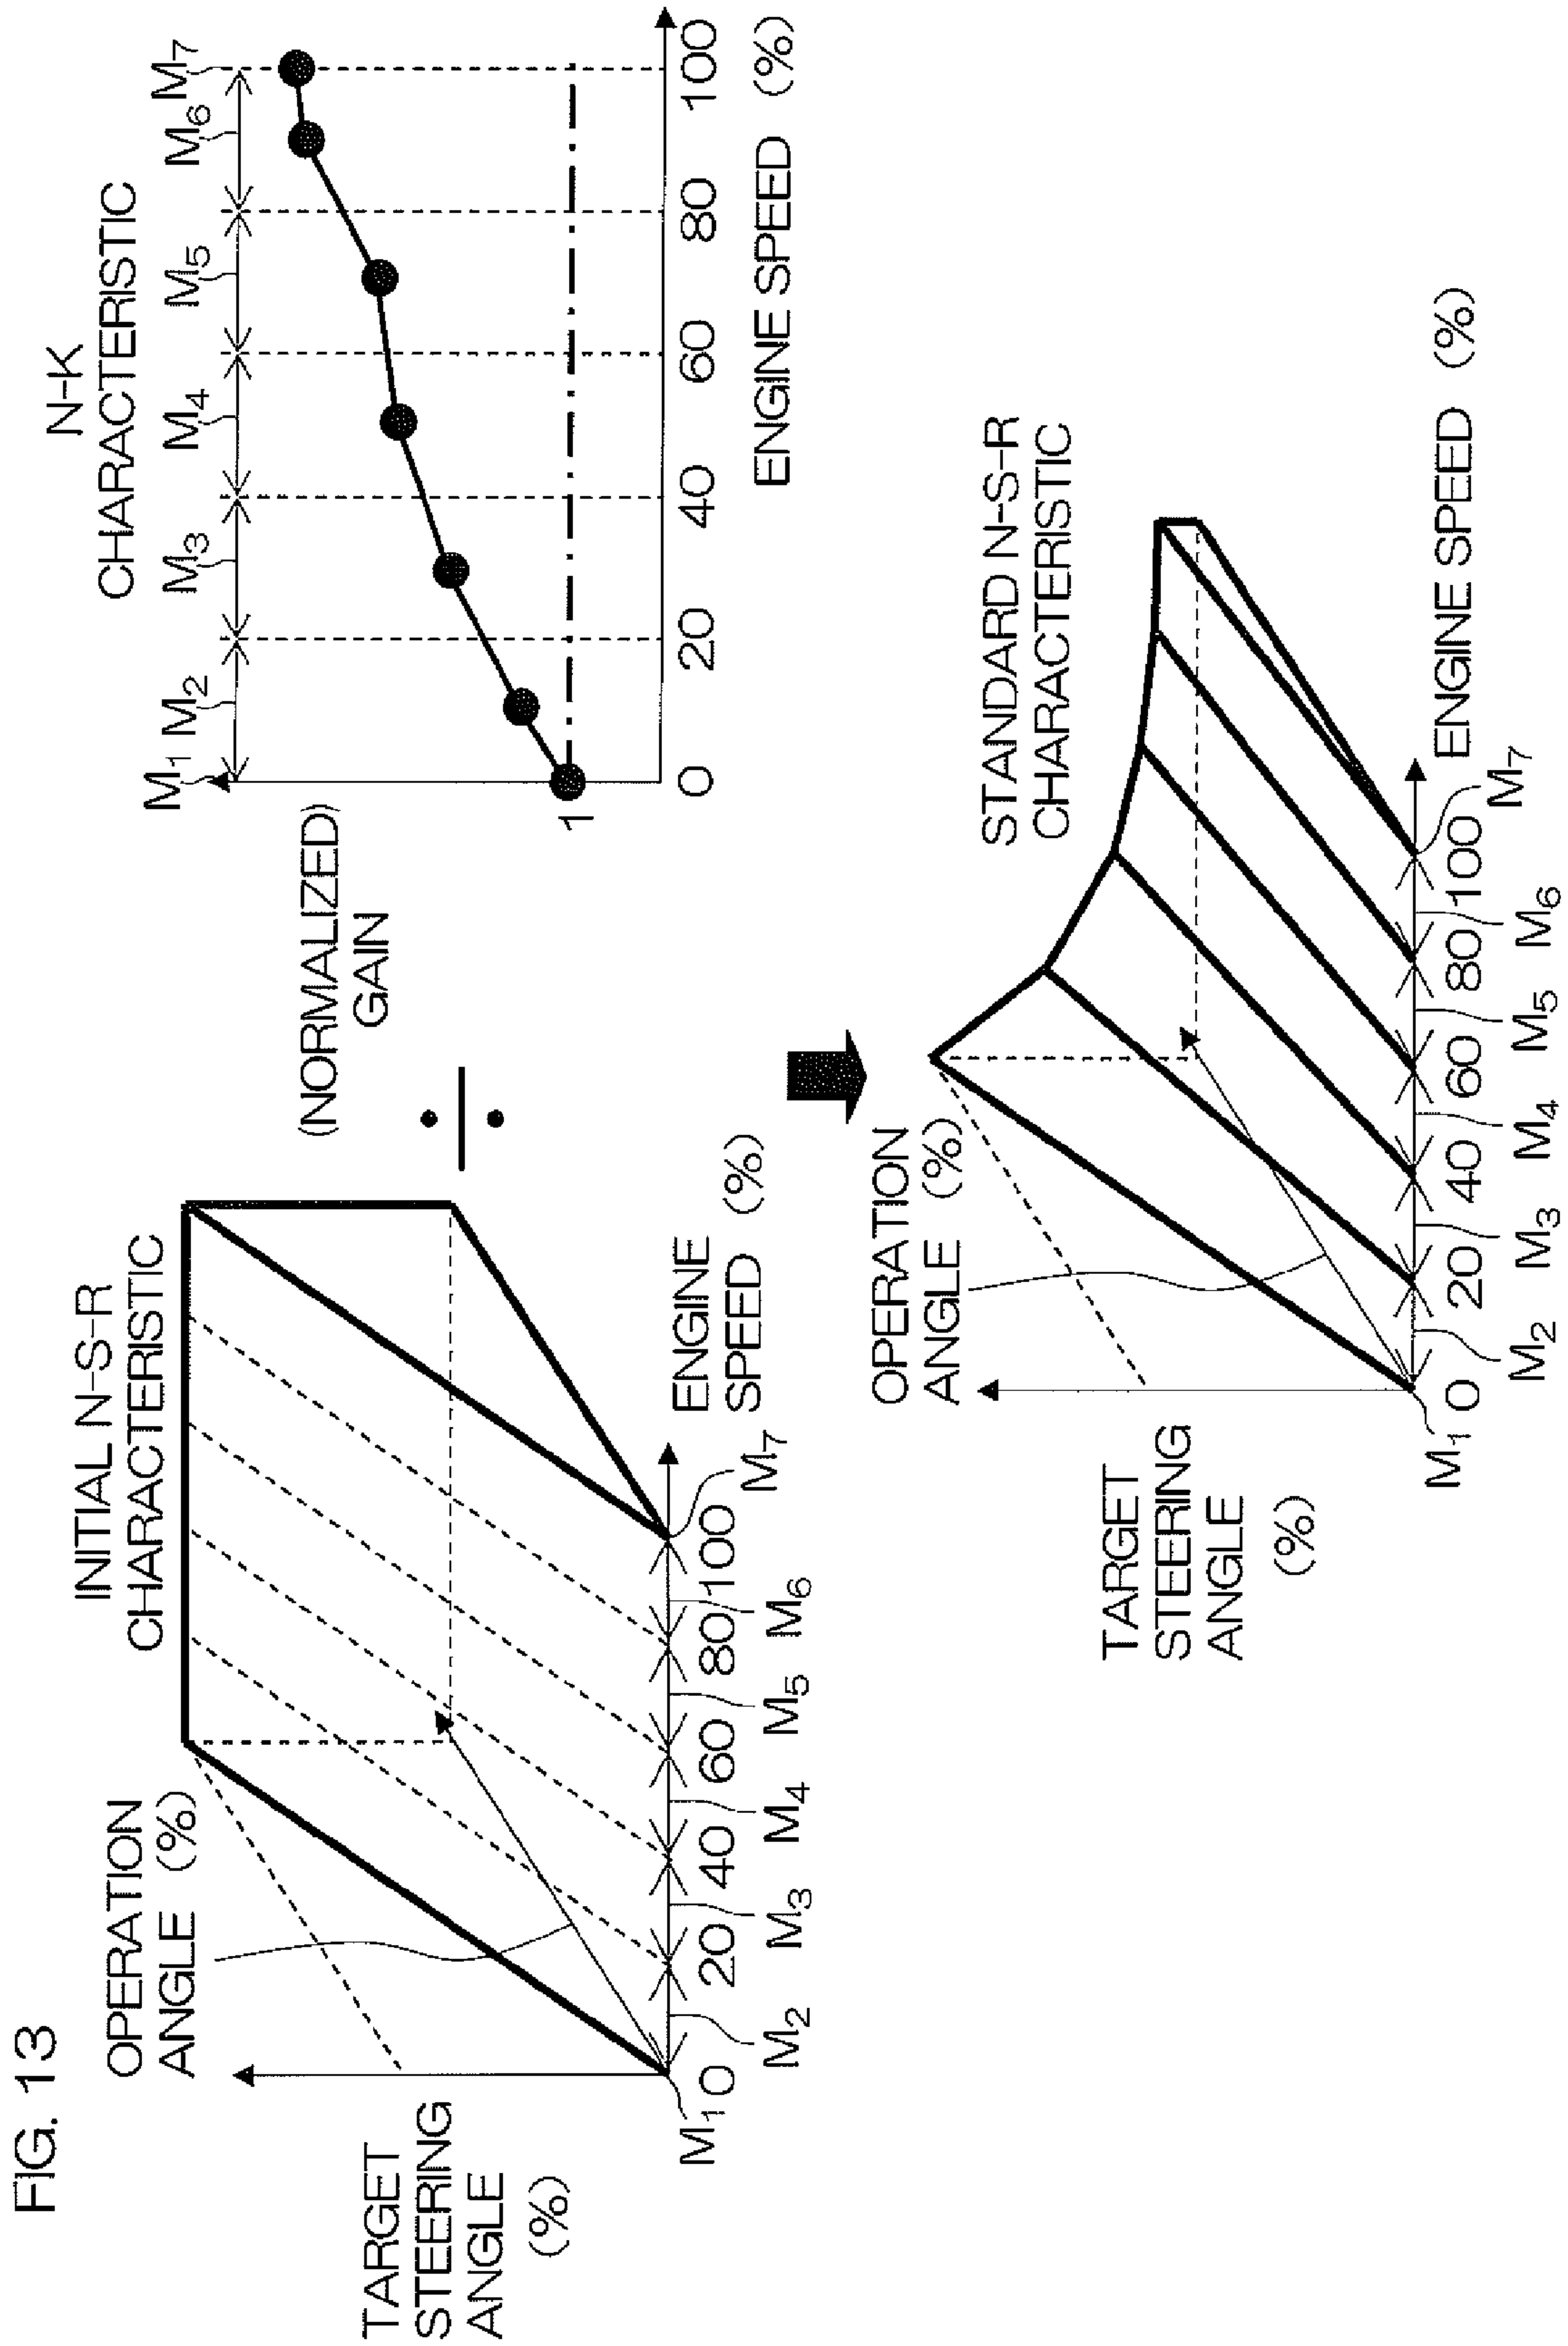 FIG. 13
INITIAL N-S-R
CHARACTERISTIC
OPERATION
ANGLE (%)
TARGET
STEERING
ANGLE
(%)
0 20 40 60 80 100
ENGINE
SPEED (%)
M1 M2 M3 M4 M5 M6 M7
÷
N-K
CHARACTERISTIC
M1 M2 M3 M4 M5 M6 M7
(NORMALIZED)
GAIN
1
0 20 40 60 80 100
ENGINE SPEED (%)
STANDARD N-S-R
CHARACTERISTIC
OPERATION
ANGLE (%)
TARGET
STEERING
ANGLE
(%)
0 20 40 60 80 100
ENGINE SPEED (%)
M1 M2 M3 M4 M5 M6 M7